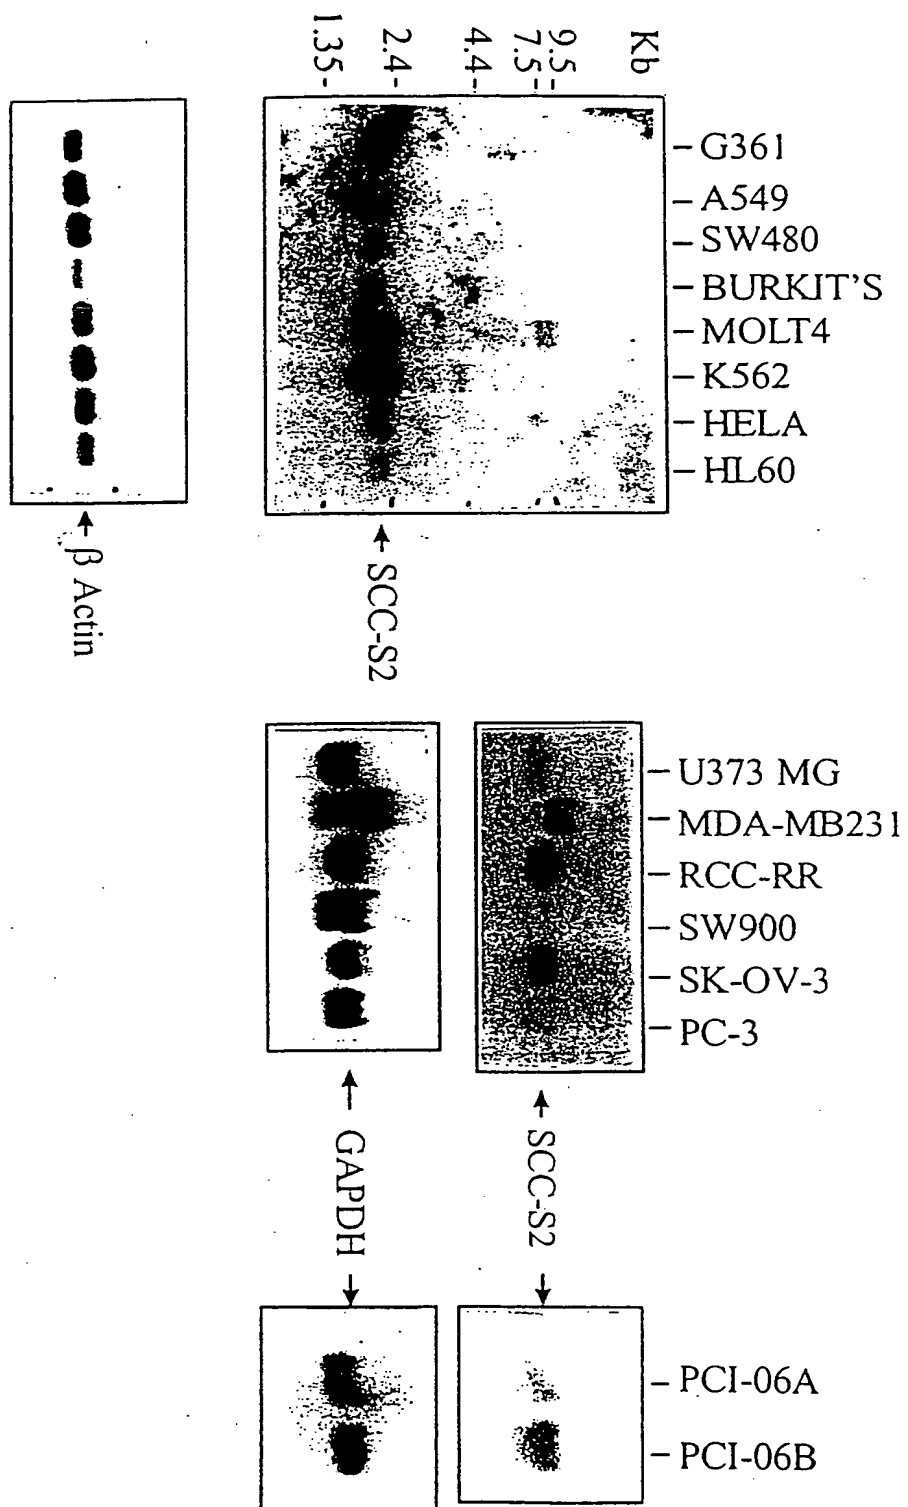 Kb
9.5-
7.5-
4.4-
2.4-
1.35-
G361
A549
SW480
BURKIT'S
MOLT4
K562
HELA
HL60
SCC-S2
β Actin
U373 MG
MDA-MB231
RCC-RR
SW900
SK-OV-3
PC-3
SCC-S2
GAPDH
PCI-06A
PCI-06B